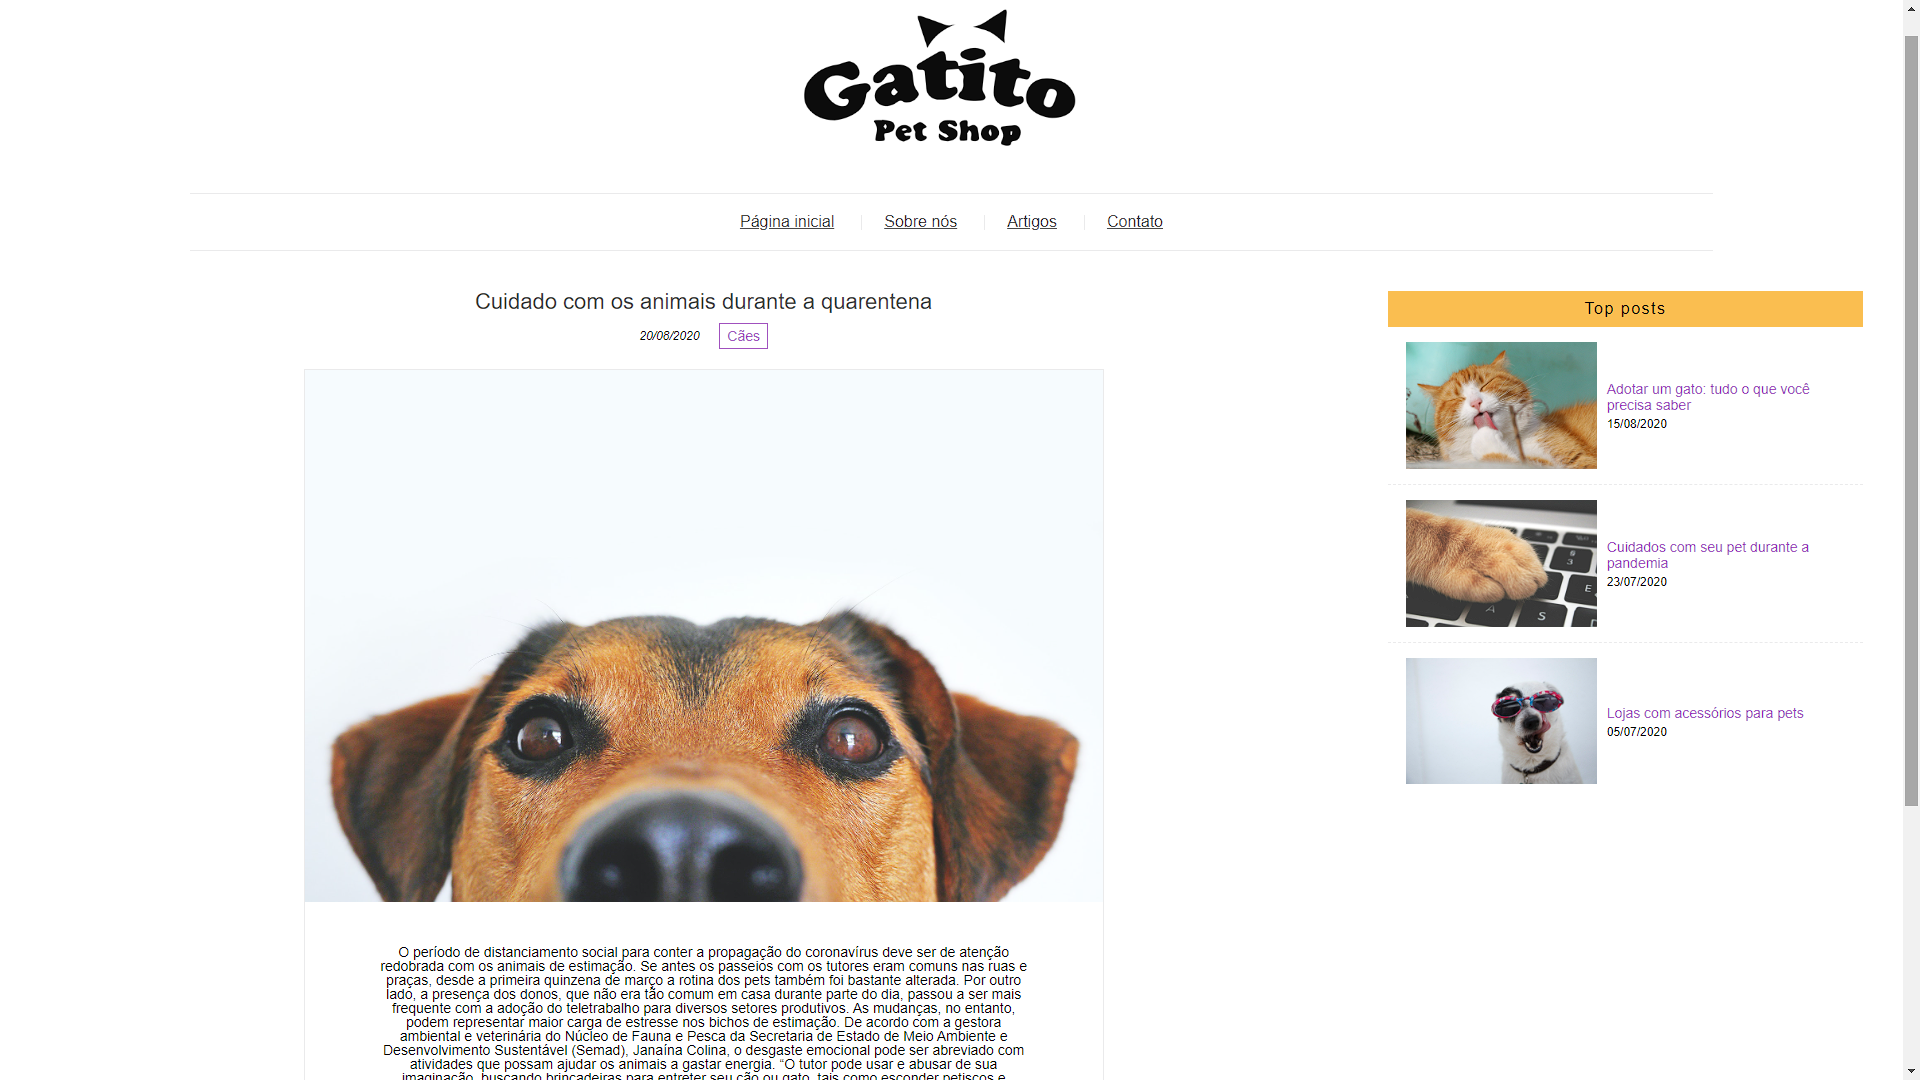 Gatito
Pet Shop
Página inicial
Sobre nós
Artigos
Contato
Cuidado com os animais durante a quarentena
20/08/2020
Cães
O período de distanciamento social para conter a propagação do coronavírus deve ser de atenção
redobrada com os animais de estimação. Se antes os passeios com os tutores eram comuns nas ruas e
praças, desde a primeira quinzena de março a rotina dos pets também foi bastante alterada. Por outro
lado, a presença dos donos, que não era tão comum em casa durante parte do dia, passou a ser mais
frequente com a adoção do teletrabalho para diversos setores produtivos. As mudanças, no entanto,
podem representar maior carga de estresse nos bichos de estimação. De acordo com a gestora
ambiental e veterinária do Núcleo de Fauna e Pesca da Secretaria de Estado de Meio Ambiente e
Desenvolvimento Sustentável (Semad), Janaína Colina, o desgaste emocional pode ser abreviado com
atividades que possam ajudar os animais a gastar energia. “O tutor pode usar e abusar de sua
imaginação, buscando brincadeiras para entreter seu cão ou gato, tais como esconder petiscos e
Top posts
Adotar um gato: tudo o que você
precisa saber
15/08/2020
Cuidados com seu pet durante a
pandemia
23/07/2020
Lojas com acessórios para pets
05/07/2020